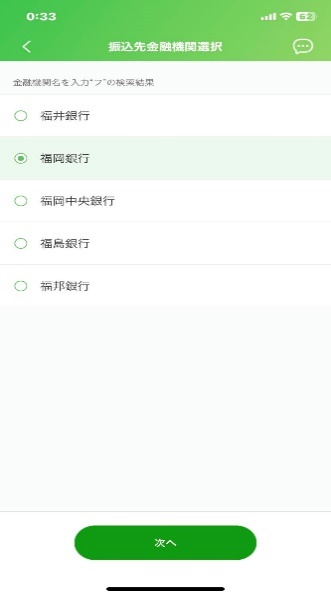 0:33
62
振込先金融機関選択
金融機関名を入力“フ”の検索結果
福井銀行
福岡銀行
福岡中央銀行
福島銀行
福邦銀行
次へ